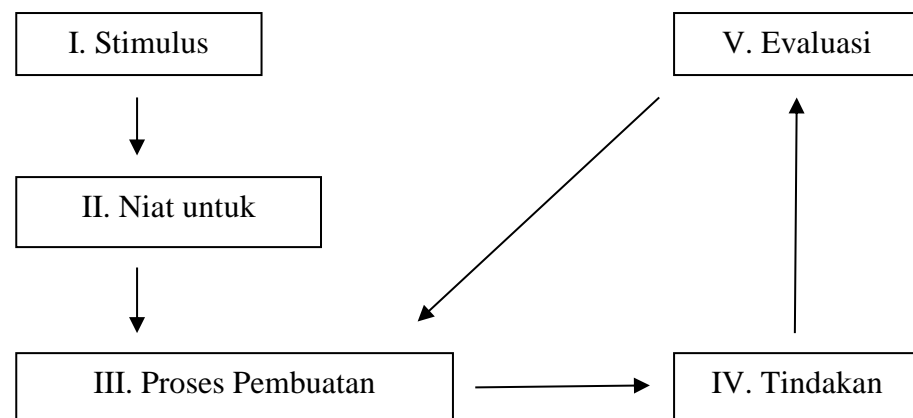 I. Stimulus
V. Evaluasi
II. Niat untuk
III. Proses Pembuatan
IV. Tindakan